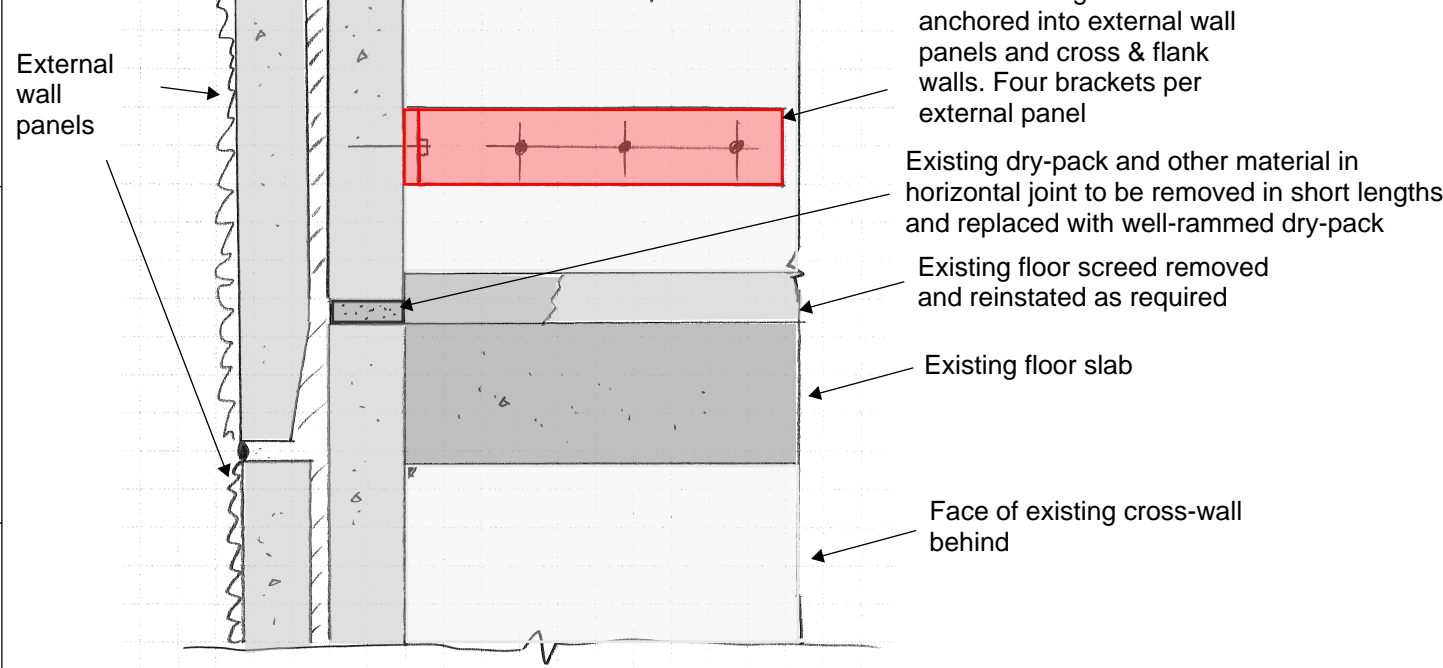 External
wall
panels
anchored into external wall
panels and cross & flank
walls. Four brackets per
external panel
Existing dry-pack and other material in
horizontal joint to be removed in short lengths
and replaced with well-rammed dry-pack
Existing floor screed removed
and reinstated as required
Existing floor slab
Face of existing cross-wall
behind